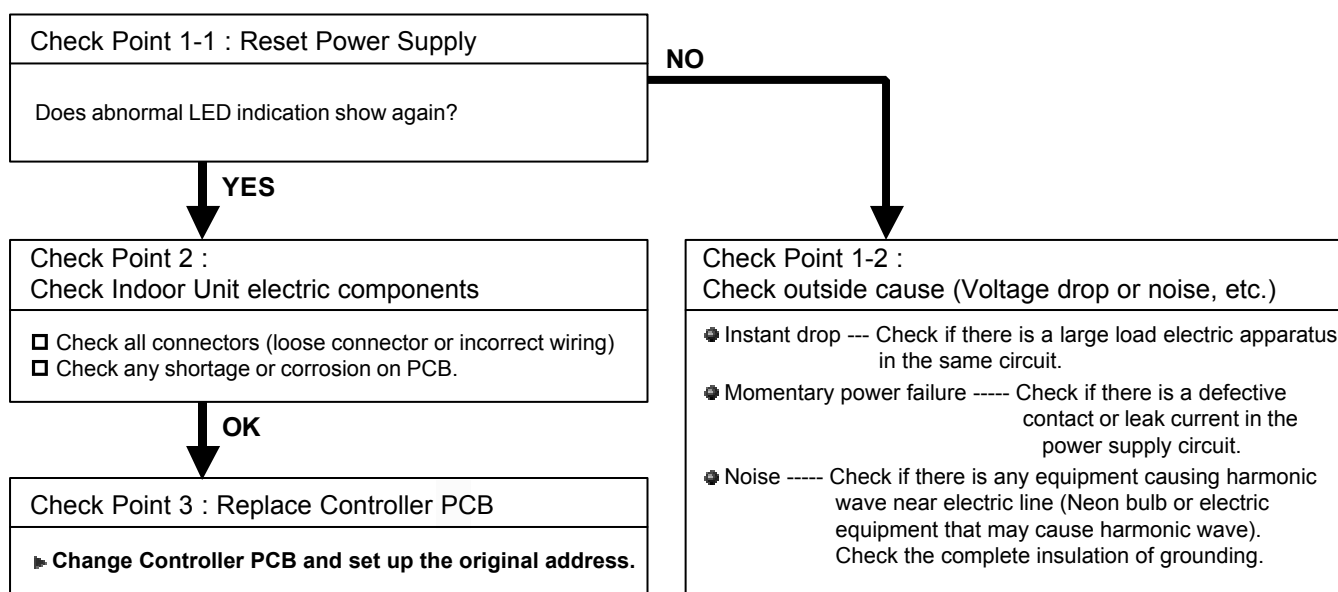 Check Point 1-1 : Reset Power Supply
Does abnormal LED indication show again?
NO
YES
Check Point 2 :
Check Indoor Unit electric components
Check all connectors (loose connector or incorrect wiring)
Check any shortage or corrosion on PCB.
OK
Check Point 3 : Replace Controller PCB
Change Controller PCB and set up the original address.
Check Point 1-2 :
Check outside cause (Voltage drop or noise, etc.)
Instant drop --- Check if there is a large load electric apparatus
in the same circuit.
Momentary power failure ----- Check if there is a defective
contact or leak current in the
power supply circuit.
Noise ----- Check if there is any equipment causing harmonic
wave near electric line (Neon bulb or electric
equipment that may cause harmonic wave).
Check the complete insulation of grounding.